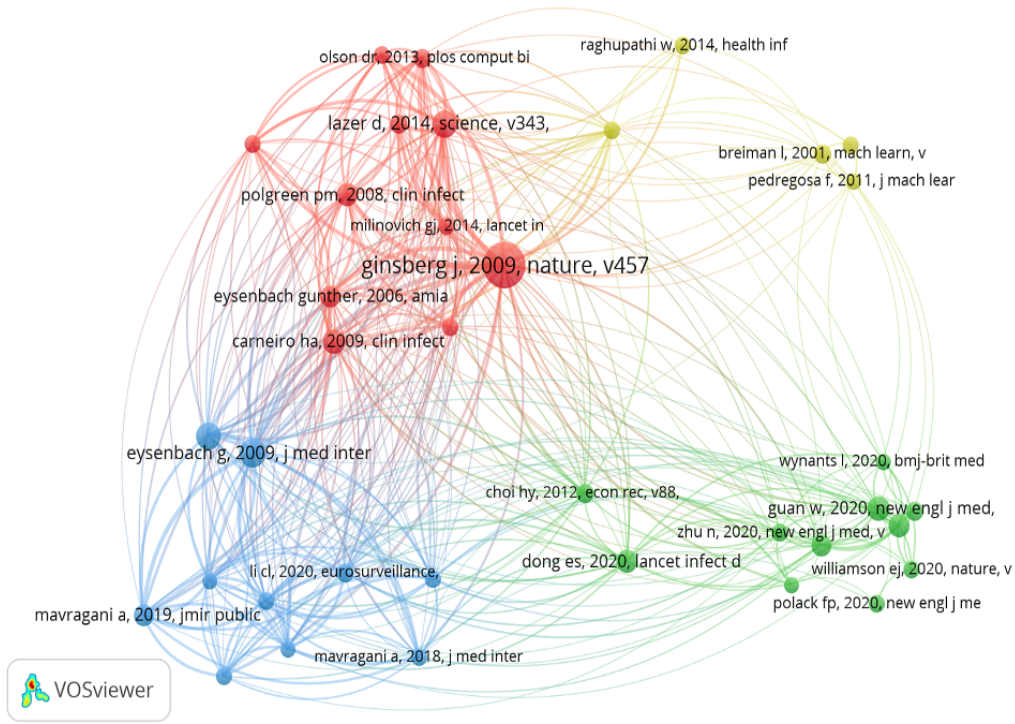 raghupathi w, 2014, health inf
olson dr, 2013, plos comput bi
lazer d, 2014, science, v343,
breiman l, 2001, mach learn, v
pedregosa f, 2011, j mach lear
polgreen pm, 2008, clin infect
milinovich gj, 2014, lancet in
ginsberg j, 2009, nature, v457
eysenbach gunther, 2006, amia
carneiro ha, 2009, clin infect
eysenbach g, 2009, j med inter
wynants l, 2020, bmj-brit med
choi hy, 2012, econ rec, v88,
guan w, 2020, new engl j med,
zhu n, 2020, new engl j med, v
dong es, 2020, lancet infect d
williamson ej, 2020, nature, v
li cl, 2020, eurosurveillance,
polack fp, 2020, new engl j me
mavragani a, 2019, jmir public
mavragani a, 2018, j med inter
VOSviewer